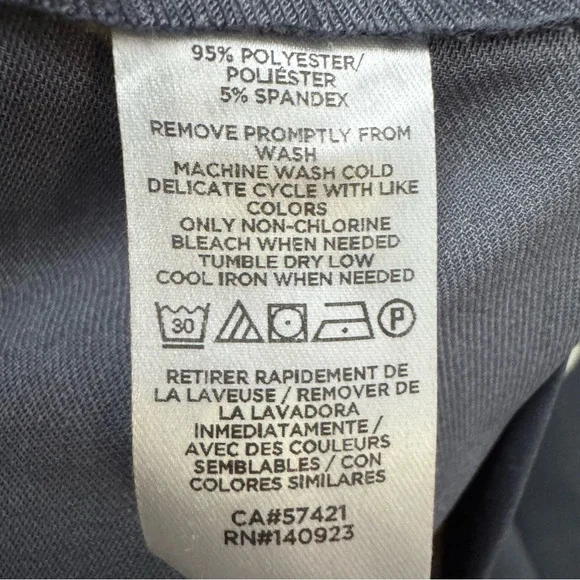 95% POLYESTER/
POLIÉSTER
5% SPANDEX
REMOVE PROMPTLY FROM
WASH
MACHINE WASH COLD
DELICATE CYCLE WITH LIKE
COLORS
ONLY NON-CHLORINE
BLEACH WHEN NEEDED
TUMBLE DRY LOW
COOL IRON WHEN NEEDED
30 P
RETIRER RAPIDEMENT DE
LA LAVEUSE / REMOVER DE
LA LAVADORA
INMEDIATAMENTE /
AVEC DES COULEURS
SEMBLABLES / CON
COLORES SIMILARES
CA#57421
RN#140923